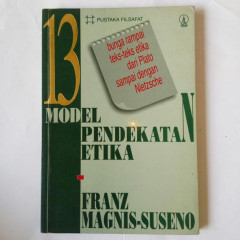 PUSTAKA FILSAFAT
bunga rampai
teks-teks etika
dari Plato
sampai dengan
Nietzsche
13
MODEL
PENDEKATAN
ETIKA
FRANZ
MAGNIS-SUSENO